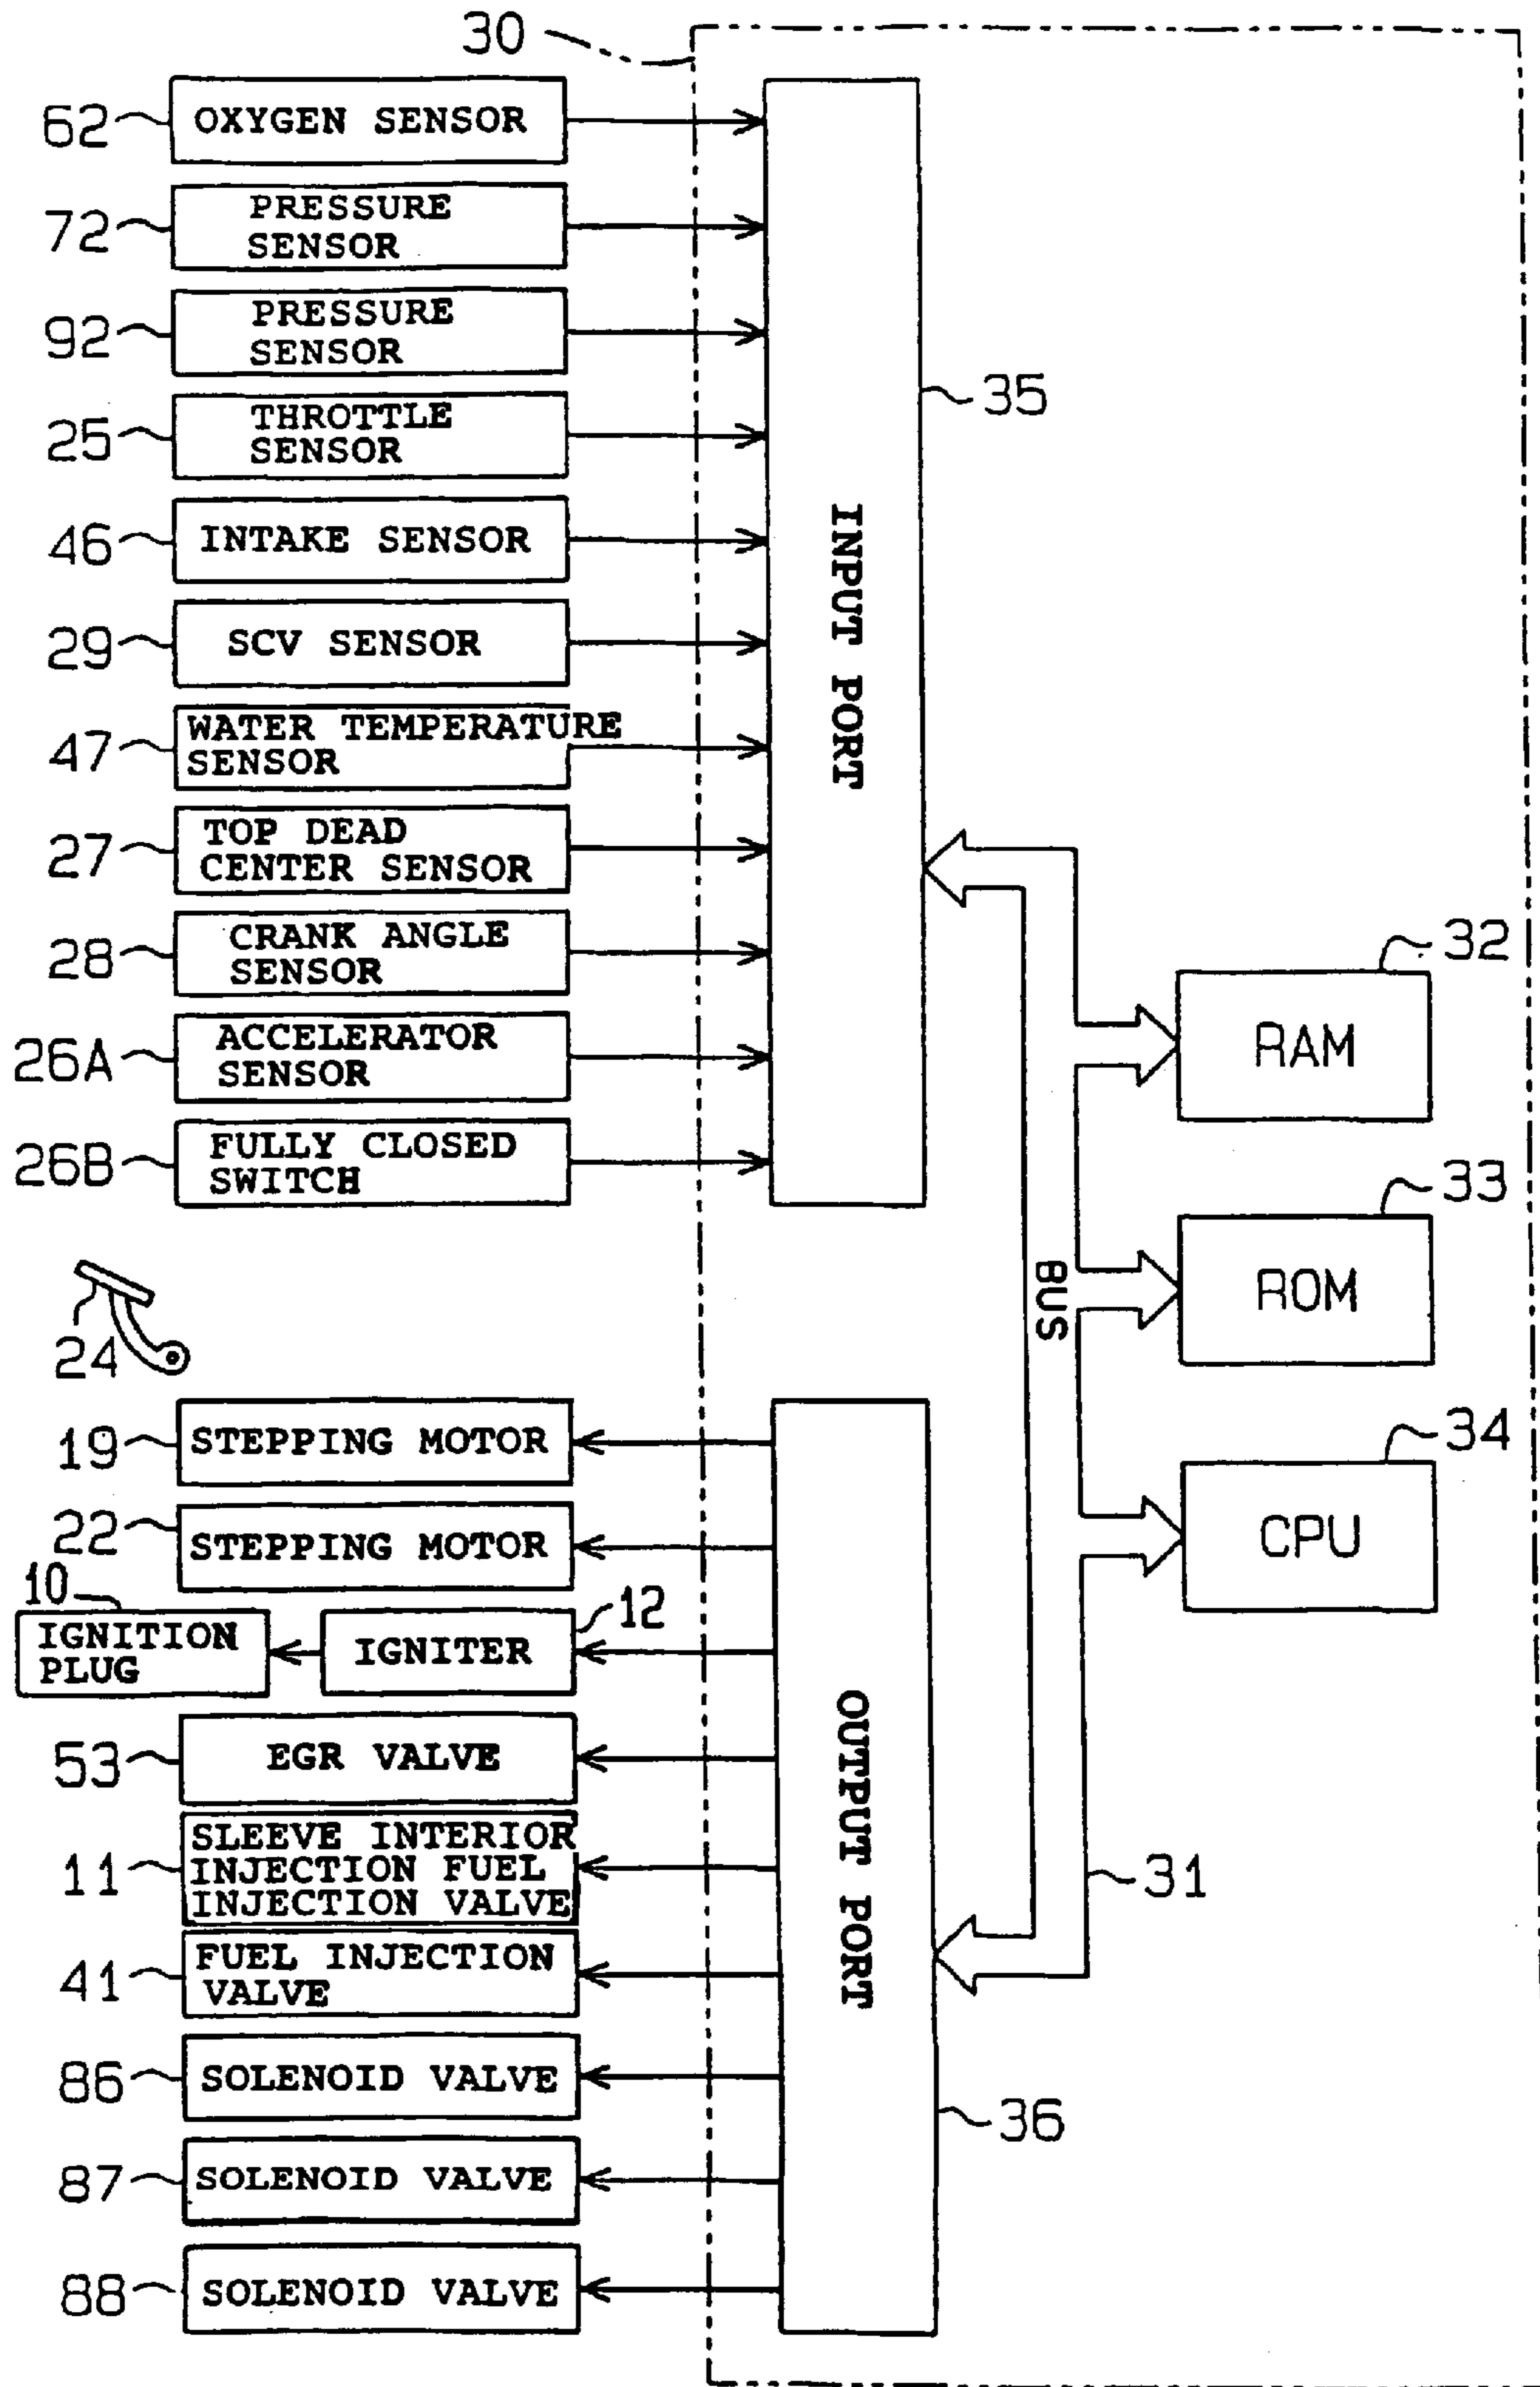 30
62 OXYGEN SENSOR
72 PRESSURE
SENSOR
92 PRESSURE
SENSOR
35
25 THROTTLE
SENSOR
46 INTAKE SENSOR
INPUT PORT
29 SCV SENSOR
47 WATER TEMPERATURE
SENSOR
27 TOP DEAD
CENTER SENSOR
28 CRANK ANGLE
SENSOR
32
RAM
26A ACCELERATOR
SENSOR
26B FULLY CLOSED
SWITCH
33
ROM
BUS
24
34
CPU
19 STEPPING MOTOR
22 STEPPING MOTOR
10 IGNITION
PLUG
IGNITER 12
53 EGR VALVE
OUTPUT PORT
11 SLEEVE INTERIOR
INJECTION FUEL
INJECTION VALVE
31
41 FUEL INJECTION
VALVE
86 SOLENOID VALVE
36
87 SOLENOID VALVE
88 SOLENOID VALVE